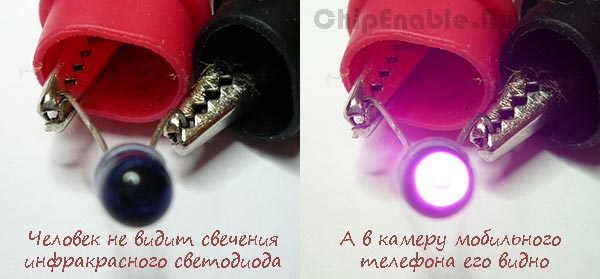 ChipEnable.Ru
Человек не видит свечения
инфракрасного светодиода
А в камеру мобильного
телефона его видно